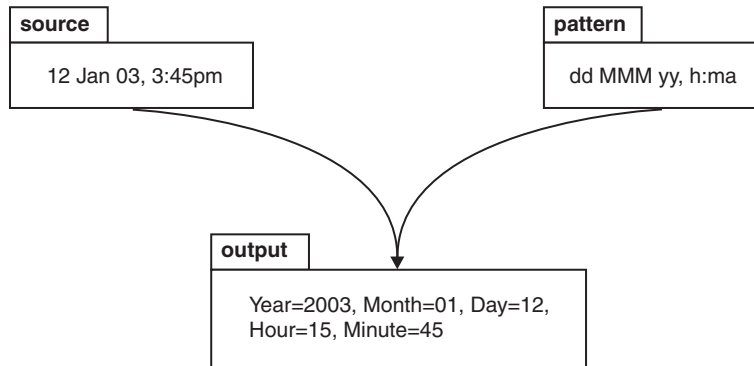 source
12 Jan 03, 3:45pm
pattern
dd MMM yy, h:ma
output
Year=2003, Month=01, Day=12,
Hour=15, Minute=45